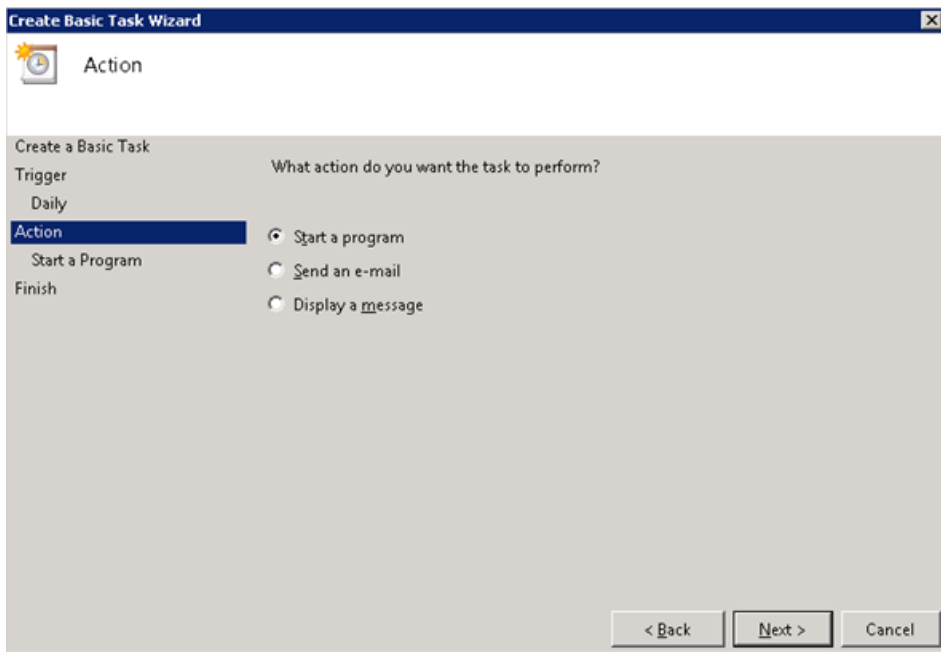 Create Basic Task Wizard
Action
Create a Basic Task
Trigger
Daily
Action
Start a Program
Finish
What action do you want the task to perform?
Start a program
Send an e-mail
Display a message
< Back
Next >
Cancel